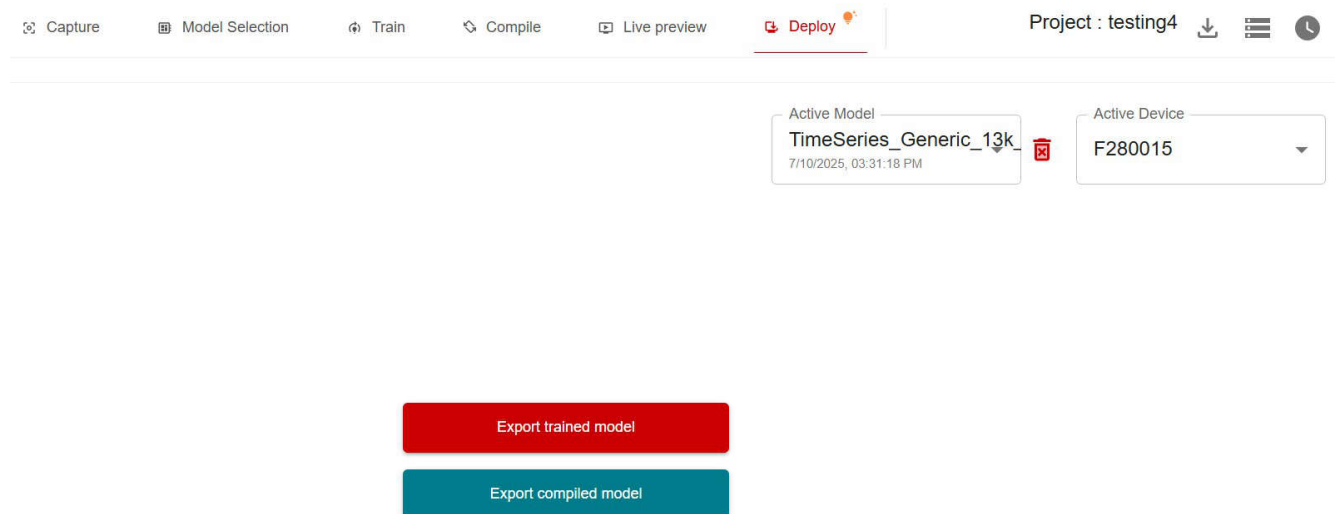 Capture
Model Selection
Train
Compile
Live preview
Deploy
Project : testing4
Active Model
TimeSeries_Generic_13k_
7/10/2025, 03:31:18 PM
Active Device
F280015
Export trained model
Export compiled model